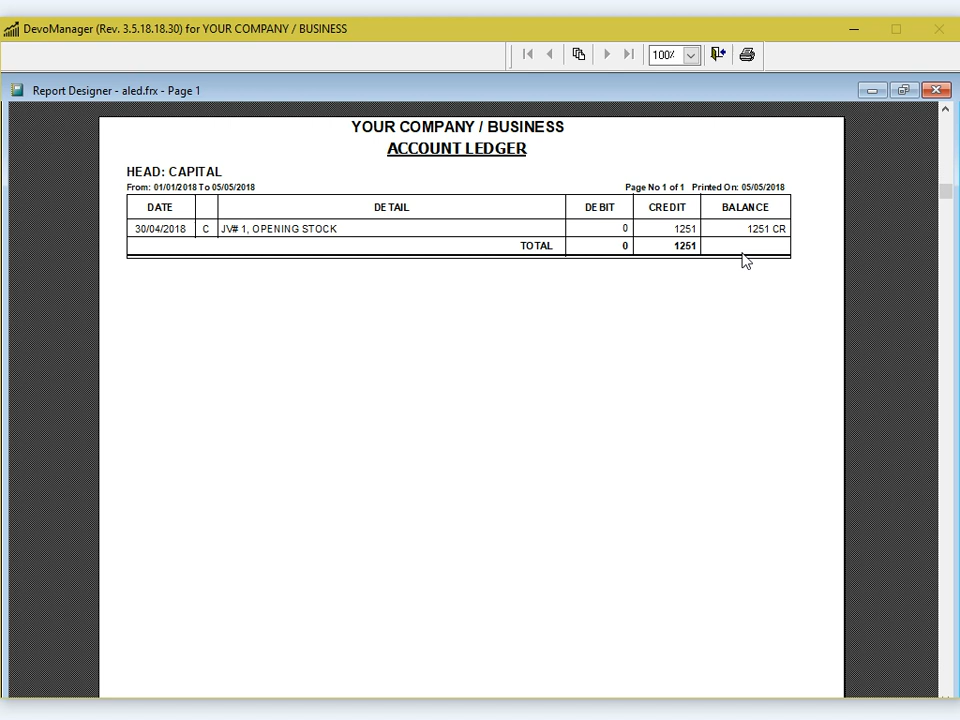 DevoManager (Rev. 3.5.18.18.30) for YOUR COMPANY / BUSINESS
100%
Report Designer - aled.frx - Page 1
YOUR COMPANY / BUSINESS
ACCOUNT LEDGER
HEAD: CAPITAL
From: 01/01/2018 To 05/05/2018 Page No 1 of 1 Printed On: 05/05/2018
DATE DETAIL DEBIT CREDIT BALANCE
30/04/2018 C JV# 1, OPENING STOCK 0 1251 1251 CR
TOTAL 0 1251